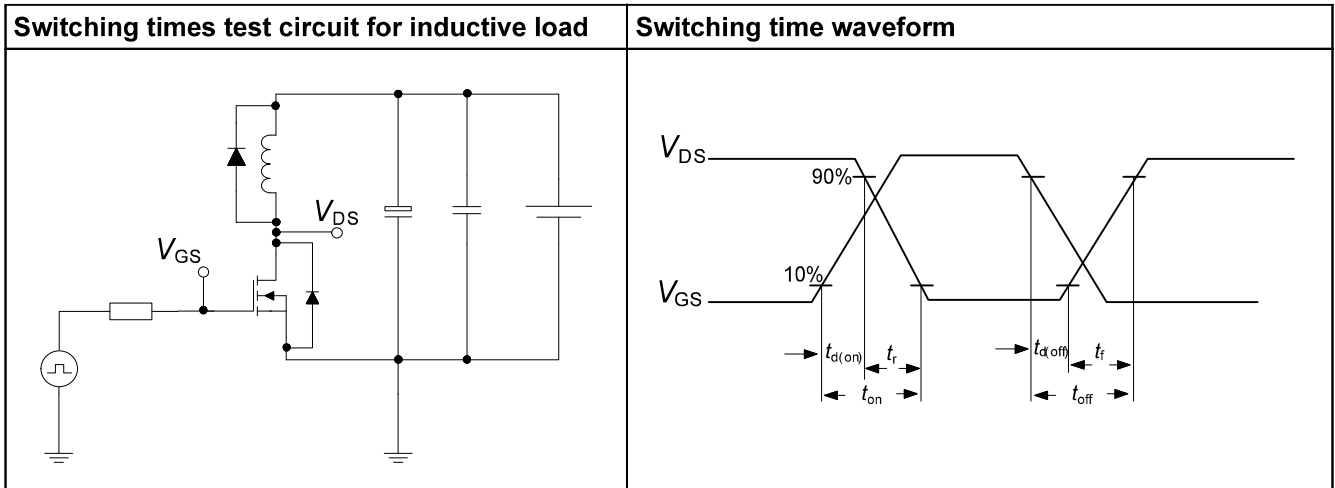 Switching times test circuit for inductive load
Switching time waveform
VDS
VGS
VDS
90%
10%
VGS
td(on)
tr
td(off)
tf
ton
toff